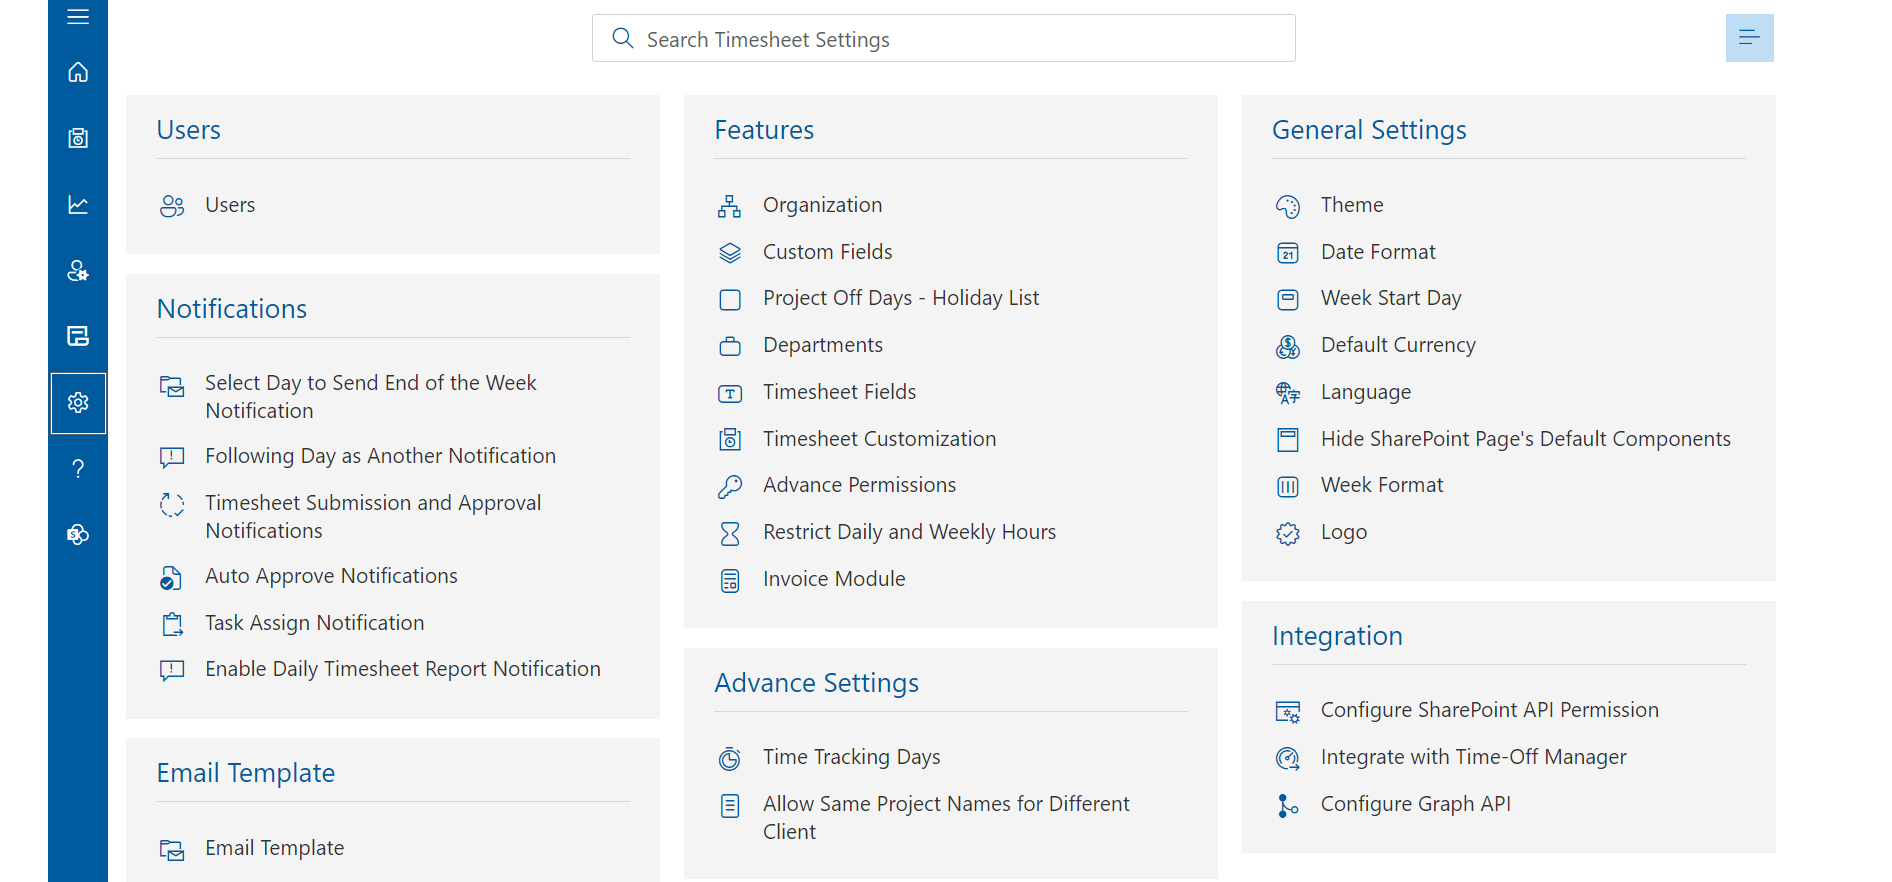 Search Timesheet Settings
Users
Users
Notifications
Select Day to Send End of the Week
Notification
Following Day as Another Notification
Timesheet Submission and Approval
Notifications
Auto Approve Notifications
Task Assign Notification
Enable Daily Timesheet Report Notification
Email Template
Email Template
Features
Organization
Custom Fields
Project Off Days - Holiday List
Departments
Timesheet Fields
Timesheet Customization
Advance Permissions
Restrict Daily and Weekly Hours
Invoice Module
Advance Settings
Time Tracking Days
Allow Same Project Names for Different
Client
General Settings
Theme
21
Date Format
Week Start Day
Default Currency
Language
Hide SharePoint Page's Default Components
Week Format
Logo
Integration
Configure SharePoint API Permission
Integrate with Time-Off Manager
Configure Graph API